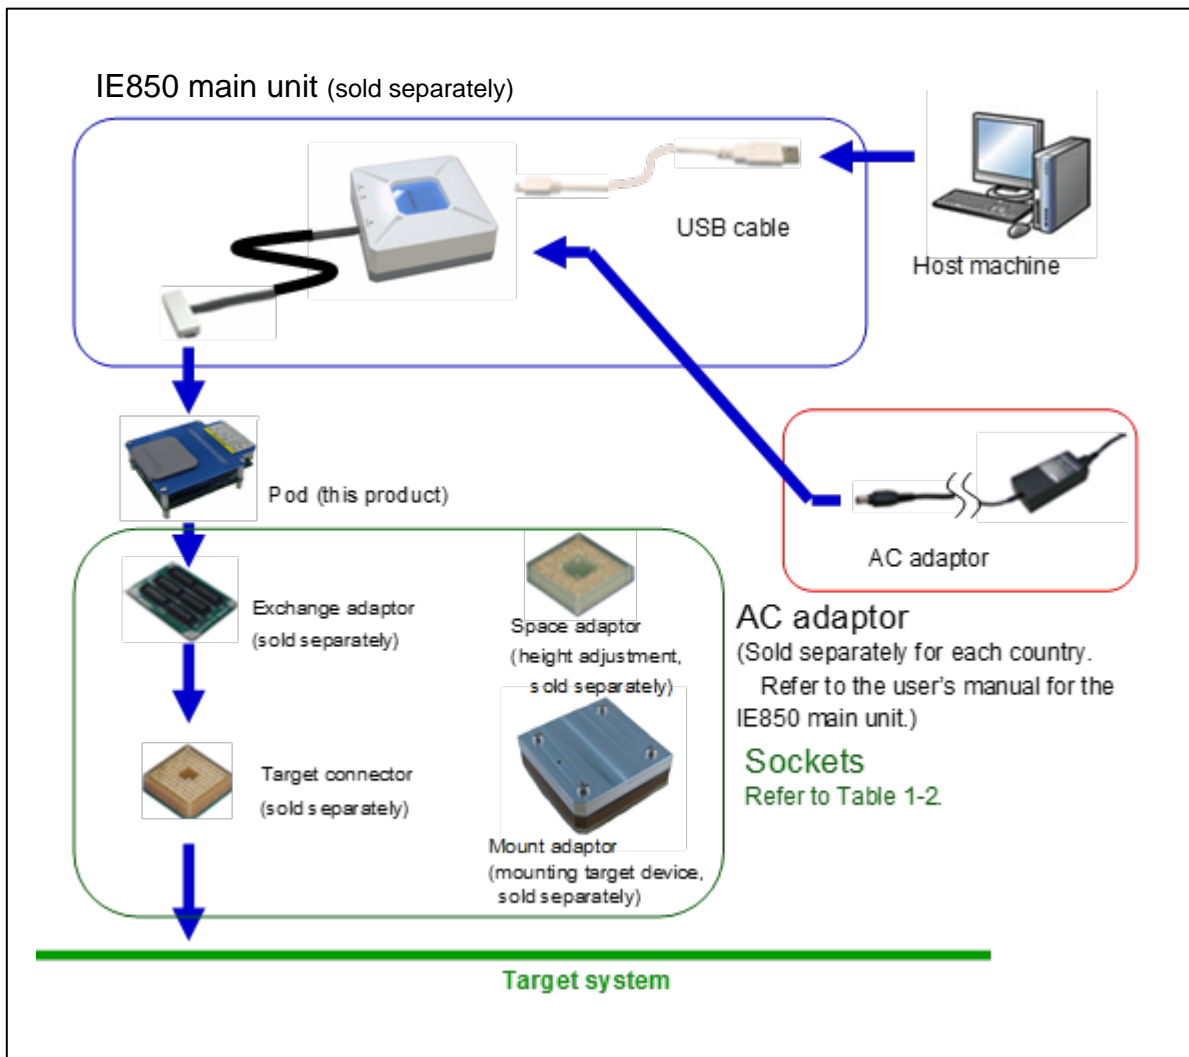 IE850 main unit (sold separately)
USB cable
Host machine
Pod (this product)
AC adaptor
Exchange adaptor
(sold separately)
Space adaptor
(height adjustment,
sold separately)
AC adaptor
(Sold separately for each country.
Refer to the user's manual for the
IE850 main unit.)
Sockets
Refer to Table 1-2.
Target connector
(sold separately)
Mount adaptor
(mounting target device,
sold separately)
Target system